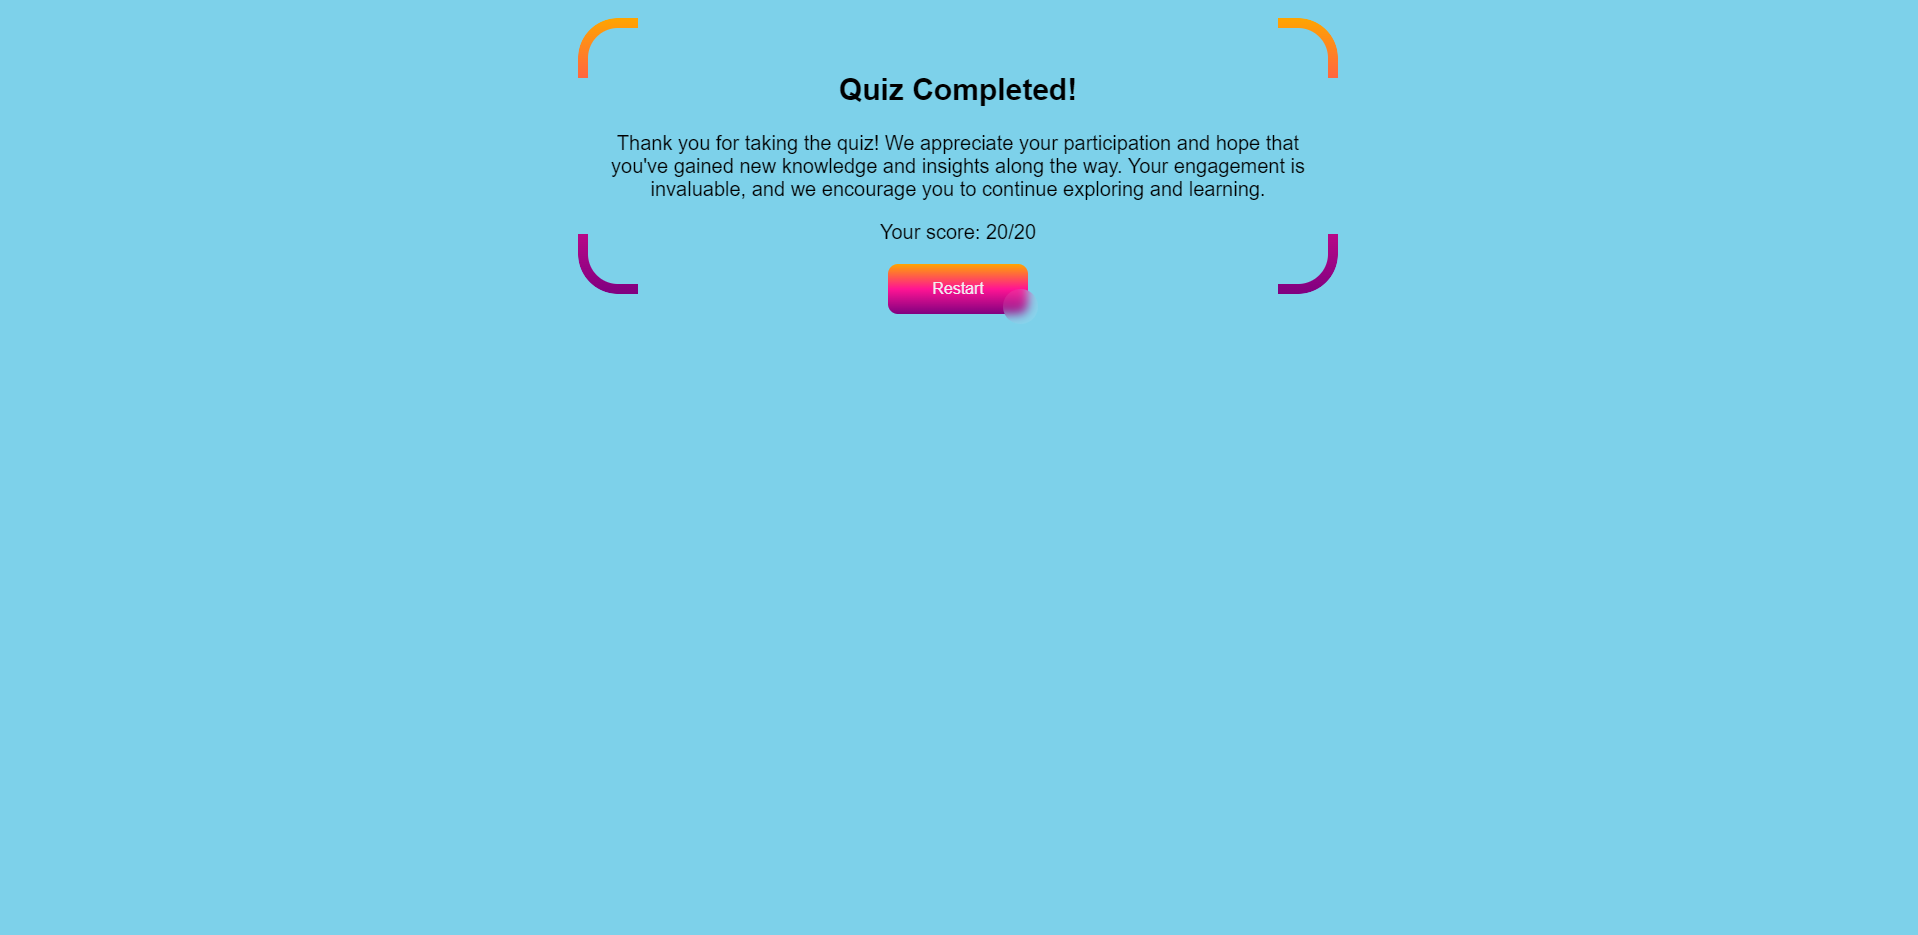 Quiz Completed!
Thank you for taking the quiz! We appreciate your participation and hope that
you've gained new knowledge and insights along the way. Your engagement is
invaluable, and we encourage you to continue exploring and learning.
Your score: 20/20
Restart